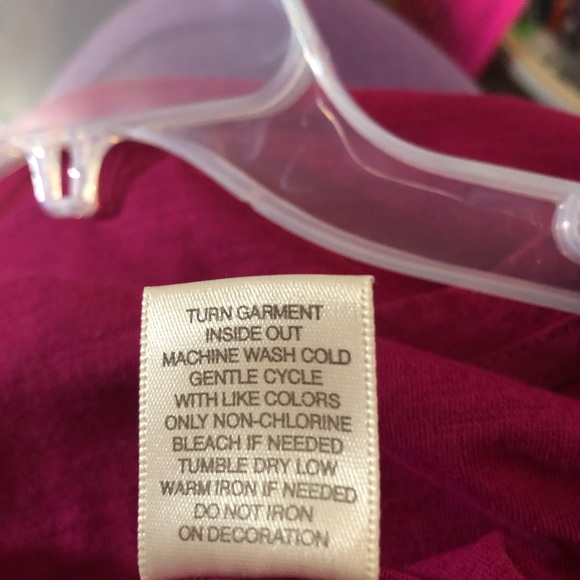 TURN GARMENT
INSIDE OUT
MACHINE WASH COLD
GENTLE CYCLE
WITH LIKE COLORS
ONLY NON-CHLORINE
BLEACH IF NEEDED
TUMBLE DRY LOW
WARM IRON IF NEEDED
DO NOT IRON
ON DECORATION